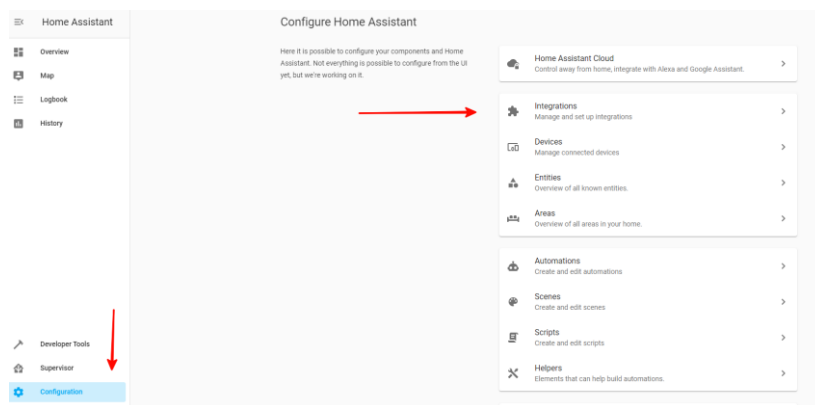 Home Assistant
Overview
Map
Logbook
History
Developer Tools
Supervisor
Configuration
Configure Home Assistant
Here it is possible to configure your components and Home
Assistant. Not everything is possible to configure from the UI
yet, but we're working on it.
Home Assistant Cloud
Control away from home, integrate with Alexa and Google Assistant.
Integrations
Manage and set up integrations
Devices
Manage connected devices
Entities
Overview of all known entities.
Areas
Overview of all areas in your home.
Automations
Create and edit automations
Scenes
Create and edit scenes
Scripts
Create and edit scripts
Helpers
Elements that can help build automations.